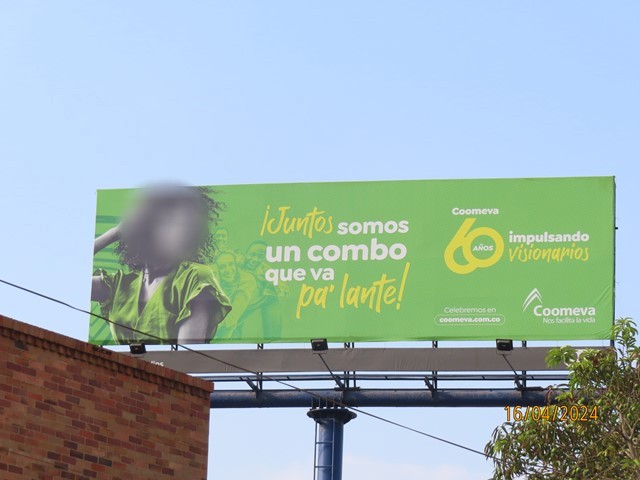 ¡Juntos somos
un combo
que va
pa' lante!
Coomeva
60 AÑOS
impulsando
visionarios
Celebremos en
coomeva.com.co
Coomeva
Nos facilita la vida
16/04/2024